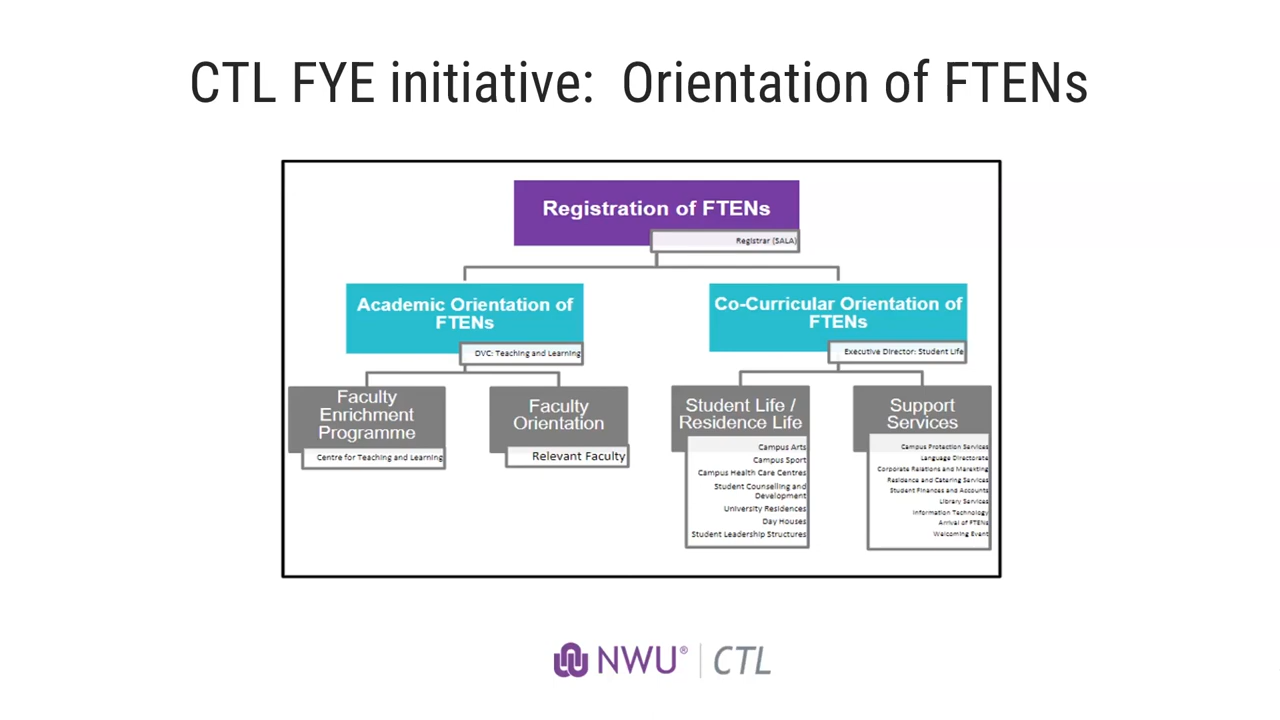 CTL FYE initiative:  Orientation of FTENs
Registration of FTENs
Registrar (SALA)
Academic Orientation of
FTENs
DVC: Teaching and Learning
Co-Curricular Orientation of
FTENs
Executive Director: Student Life
Faculty
Enrichment
Programme
Centre for Teaching and Learning
Faculty
Orientation
Relevant Faculty
Student Life /
Residence Life
Campus Arts
Campus Sport
Campus Health Care Centres
Student Counselling and
Development
University Residences
Day Houses
Student Leadership Structures
Support
Services
Campus Protection Services
Language Directorate
Corporate Relations and Marekting
Residence and Catering Services
Student Finances and Accounts
Library Services
Information Technology
Arrival of FTENs
Welcoming Event
NWU® CTL